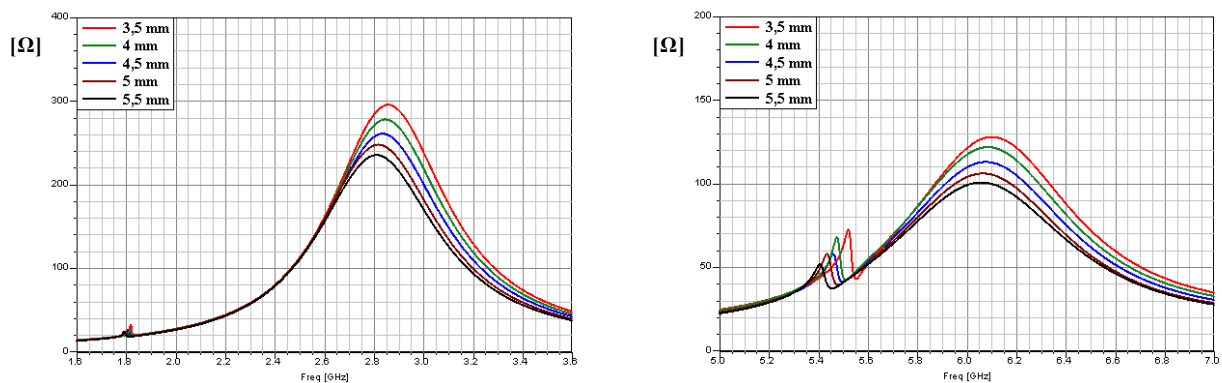 [Ω]
400
300
200
100
0
3,5 mm
4 mm
4,5 mm
5 mm
5,5 mm
1.6 1.8 2.0 2.2 2.4 2.6 2.8 3.0 3.2 3.4 3.6
Freq [GHz]
[Ω]
200
150
100
50
0
3,5 mm
4 mm
4,5 mm
5 mm
5,5 mm
5.0 5.2 5.4 5.6 5.8 6.0 6.2 6.4 6.6 6.8 7.0
Freq [GHz]